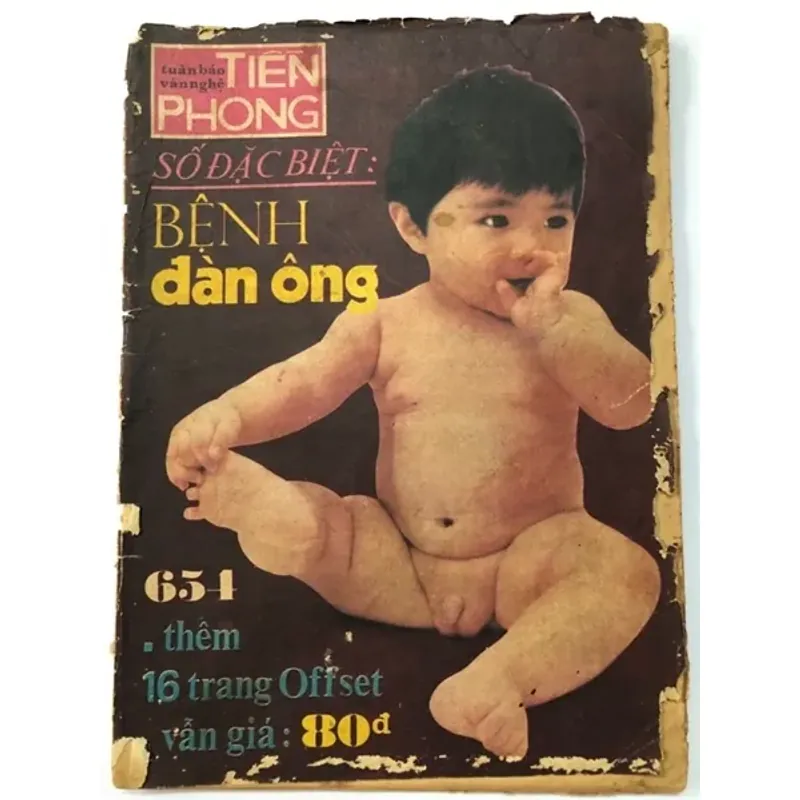 tuần báo
văn nghệ
TIỀN
PHONG
SỐ ĐẶC BIỆT:
BỆNH
đàn ông
654
. thêm
16 trang Offset
vẫn giá: 80đ